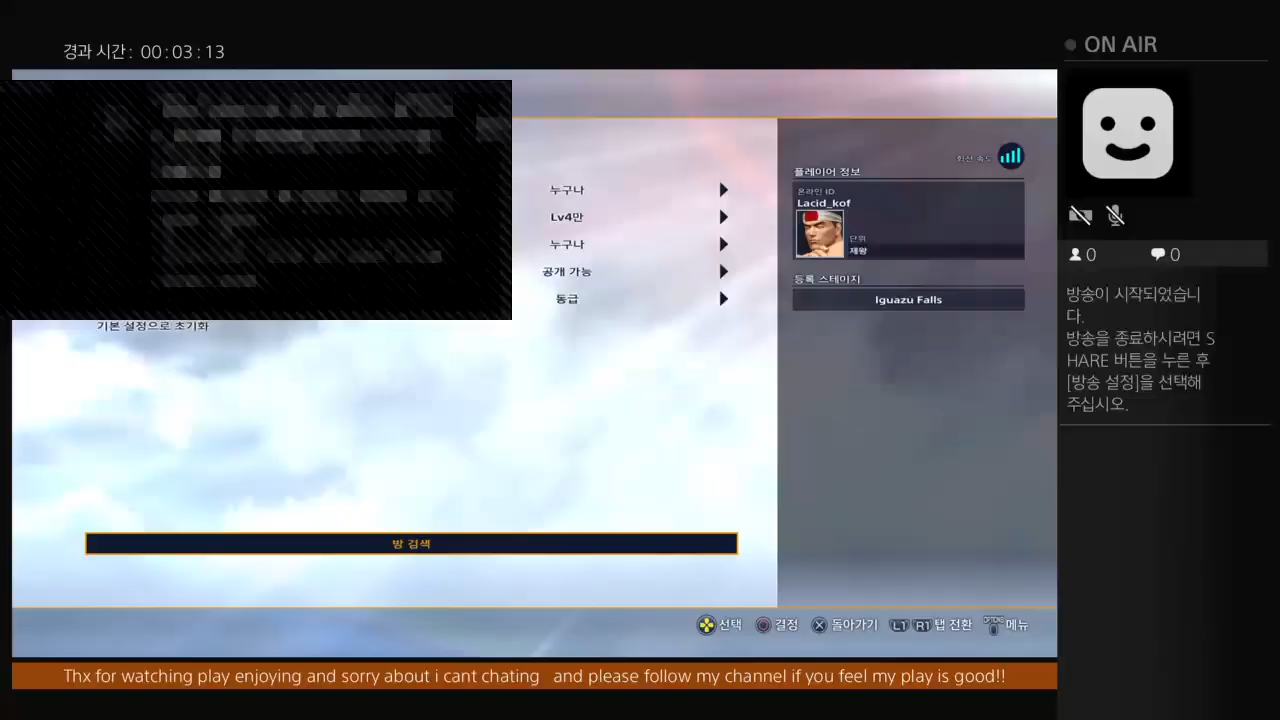 경과 시간: 00:03:13
ON AIR
누구나
Lv4만
누구나
공개 가능
동급
기본 설정으로 초기화
방 검색
회선 속도
플레이어 정보
온라인 ID
Lacid_kof
단위
제왕
등록 스테이지
Iguazu Falls
선택 결정 돌아가기 L1 R1 탭 전환 OPTIONS 메뉴
0 0
방송이 시작되었습니
다.
방송을 종료하시려면 S
HARE 버튼을 누른 후
[방송 설정]을 선택해
주십시오.
Thx for watching play enjoying and sorry about i cant chating and please follow my channel if you feel my play is good!!